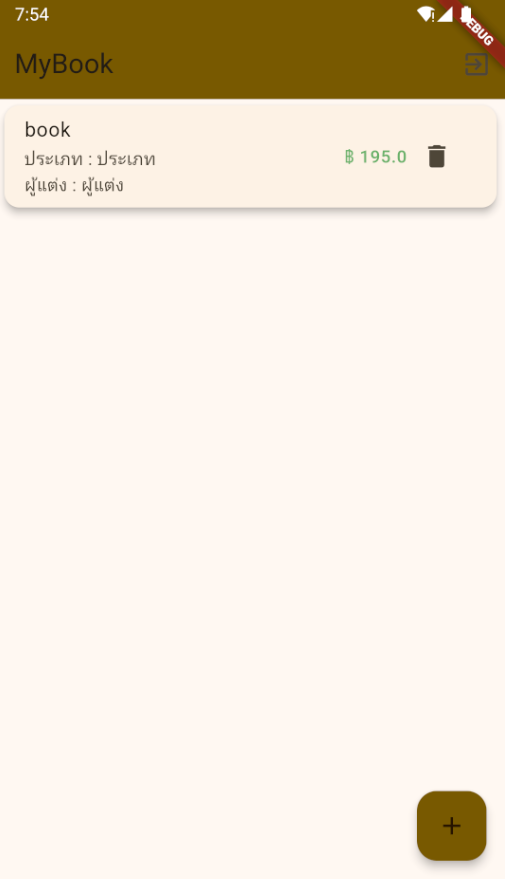 7:54
DEBUG
MyBook
book
ประเภท : ประเภท
ผู้แต่ง : ผู้แต่ง
฿ 195.0